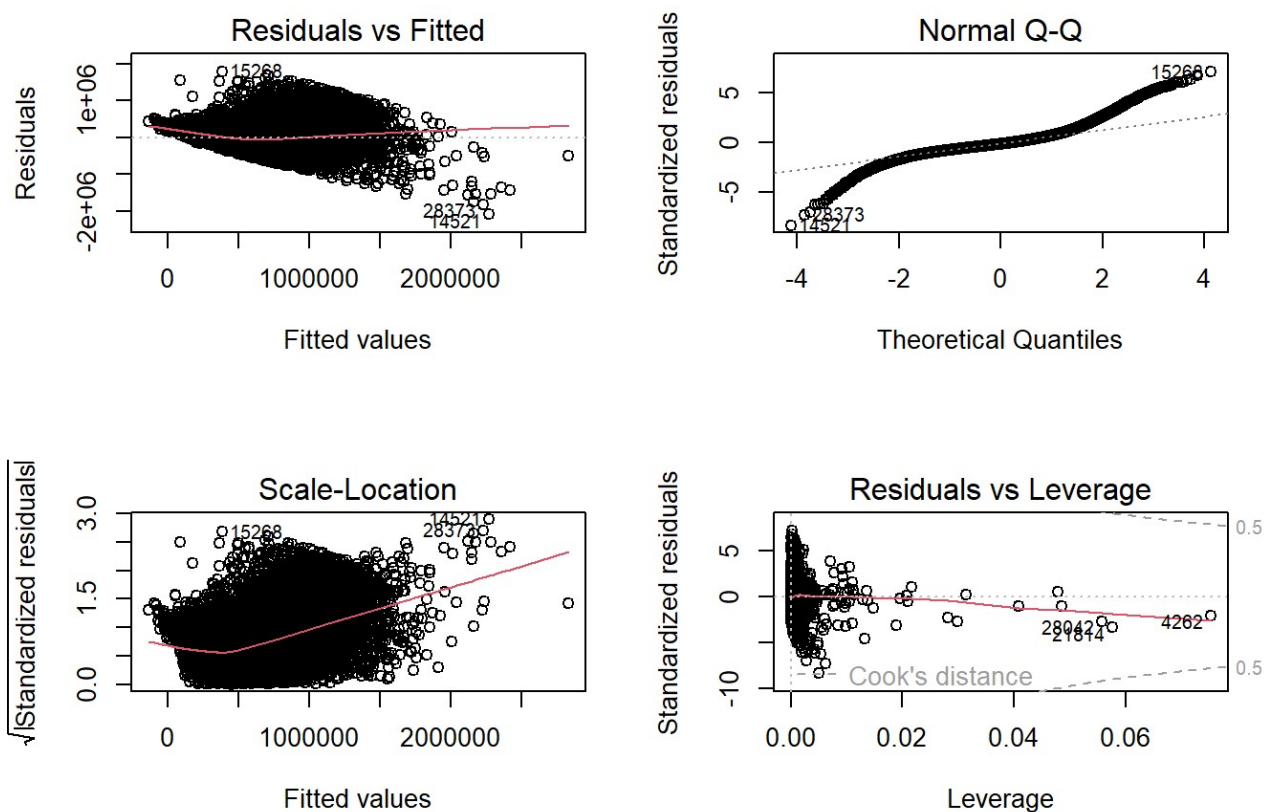 Residuals vs Fitted
Residuals
-2e+06 1e+06
15268
28373
14521
0 1000000 2000000
Fitted values
Normal Q-Q
Standardized residuals
-5 0 5
15268
28373
14521
-4 -2 0 2 4
Theoretical Quantiles
Scale-Location
√|Standardized residuals|
0.0 1.5 3.0
15268
14521
28373
0 1000000 2000000
Fitted values
Residuals vs Leverage
Standardized residuals
-10 0 5
0.5
4262
28042
21814
Cook's distance
0.5
0.00 0.02 0.04 0.06
Leverage